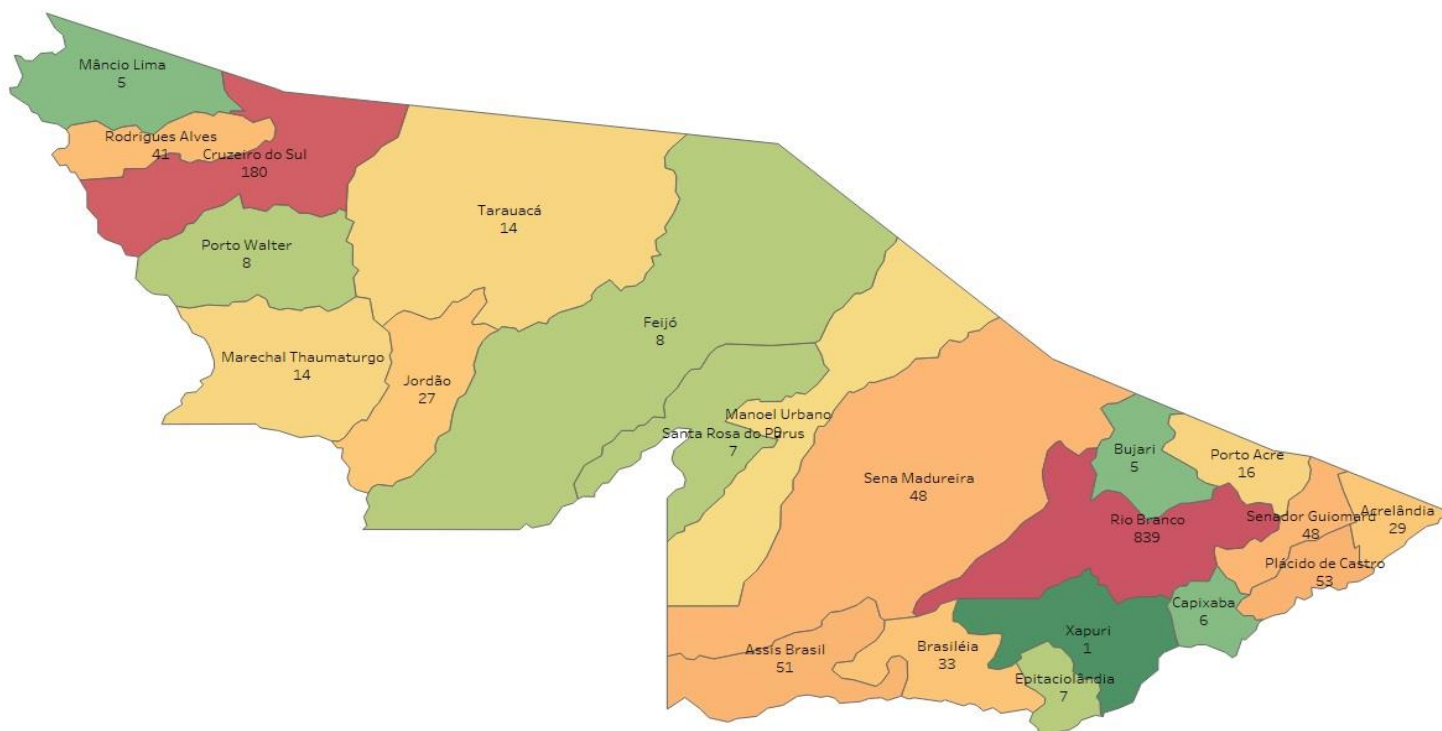 Mâncio Lima
5
Rodrigues Alves
41
Cruzeiro do Sul
180
Tarauacá
14
Porto Walter
8
Feijó
8
Marechal Thaumaturgo
14
Jordão
27
Manoel Urbano
9
Santa Rosa do Purus
7
Sena Madureira
48
Bujari
5
Porto Acre
16
Rio Branco
839
Senador Guiomard
48
Acrelândia
29
Plácido de Castro
53
Capixaba
6
Xapuri
1
Assis Brasil
51
Brasiléia
33
Epitaciolândia
7